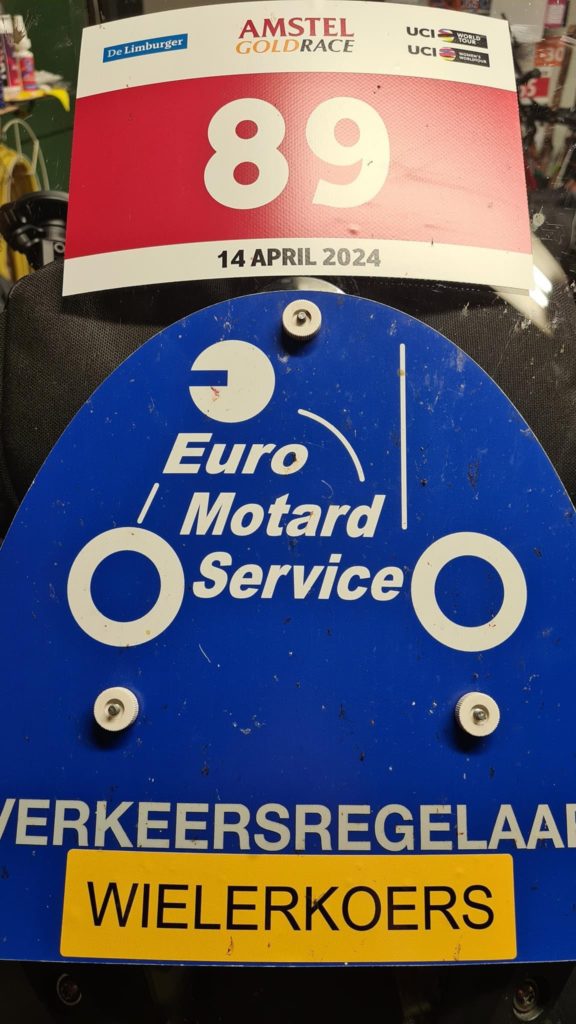 De Limburger
AMSTEL
GOLDRACE
UCI WORLD
TOUR
UCI WOMEN'S
WORLDTOUR
89
14 APRIL 2024
Euro
Motard
Service
VERKEERSREGELAAR
WIELERKOERS